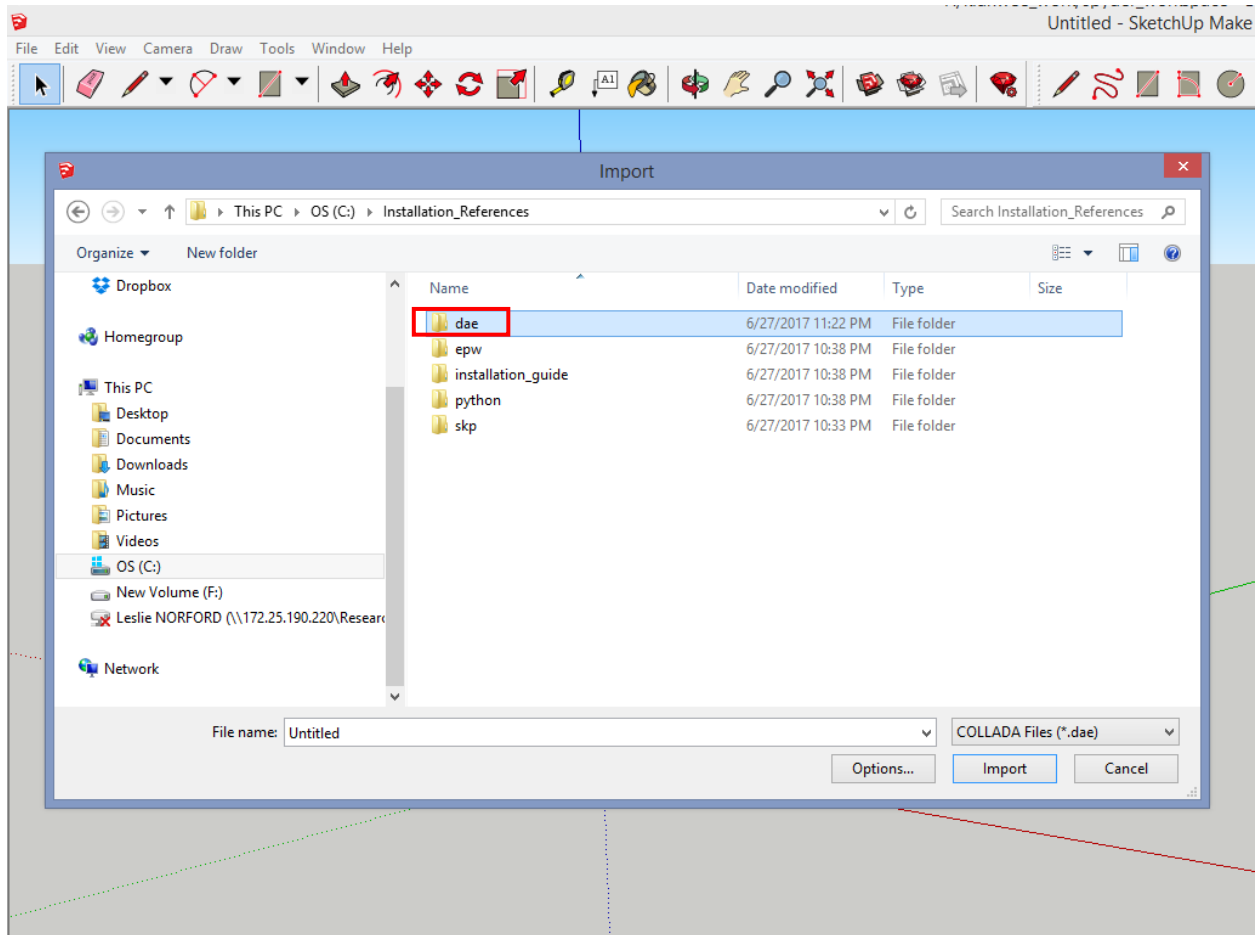 Untitled - SketchUp Make
File Edit View Camera Draw Tools Window Help
A1
Import
This PC OS (C:) Installation_References
Search Installation_References
Organize New folder
Name Date modified Type Size
Dropbox
Homegroup
This PC
Desktop
Documents
Downloads
Music
Pictures
Videos
OS (C:)
New Volume (F:)
Leslie NORFORD (\\172.25.190.220\Researc
Network
dae 6/27/2017 11:22 PM File folder
epw 6/27/2017 10:38 PM File folder
installation_guide 6/27/2017 10:38 PM File folder
python 6/27/2017 10:38 PM File folder
skp 6/27/2017 10:33 PM File folder
File name: Untitled
COLLADA Files (*.dae)
Options... Import Cancel